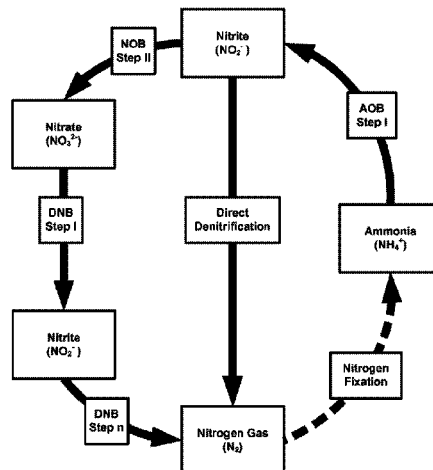 NOB
Step II
Nitrite
(NO₂⁻)
AOB
Step I
Nitrate
(NO₃²⁻)
DNB
Step I
Direct
Denitrification
Ammonia
(NH₄⁺)
Nitrite
(NO₂⁻)
Nitrogen
Fixation
DNB
Step n
Nitrogen Gas
(N₂)